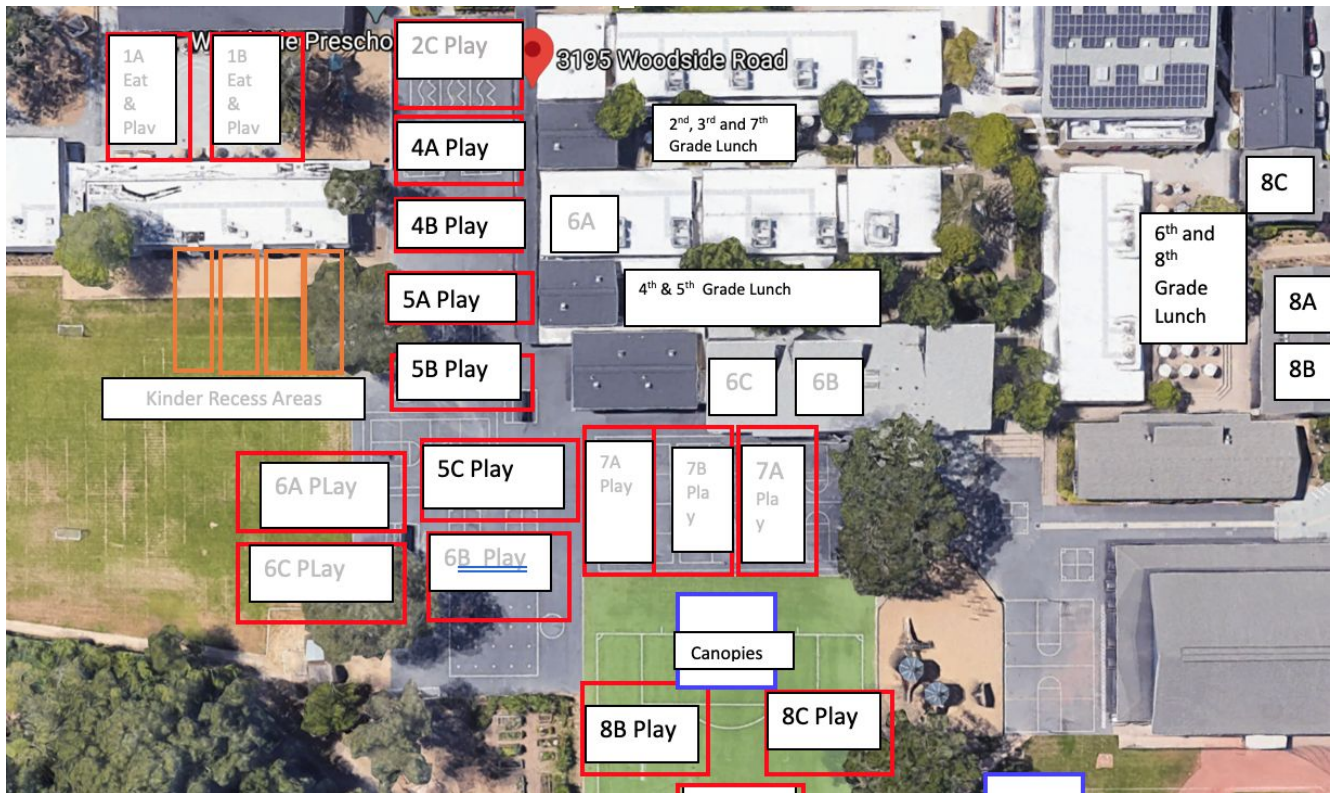 W
Prescho
3195 Woodside Road
2C Play
1A
Eat
&
Play
1B
Eat
&
Play
4A Play
2nd, 3rd and 7th
Grade Lunch
8C
4B Play
6A
6th and
8th
Grade
Lunch
5A Play
4th & 5th Grade Lunch
8A
5B Play
8B
6C
6B
Kinder Recess Areas
6A PLay
5C Play
7A
Play
7B
Pla
y
7A
Pla
y
6C PLay
6B Play
Canopies
8B Play
8C Play